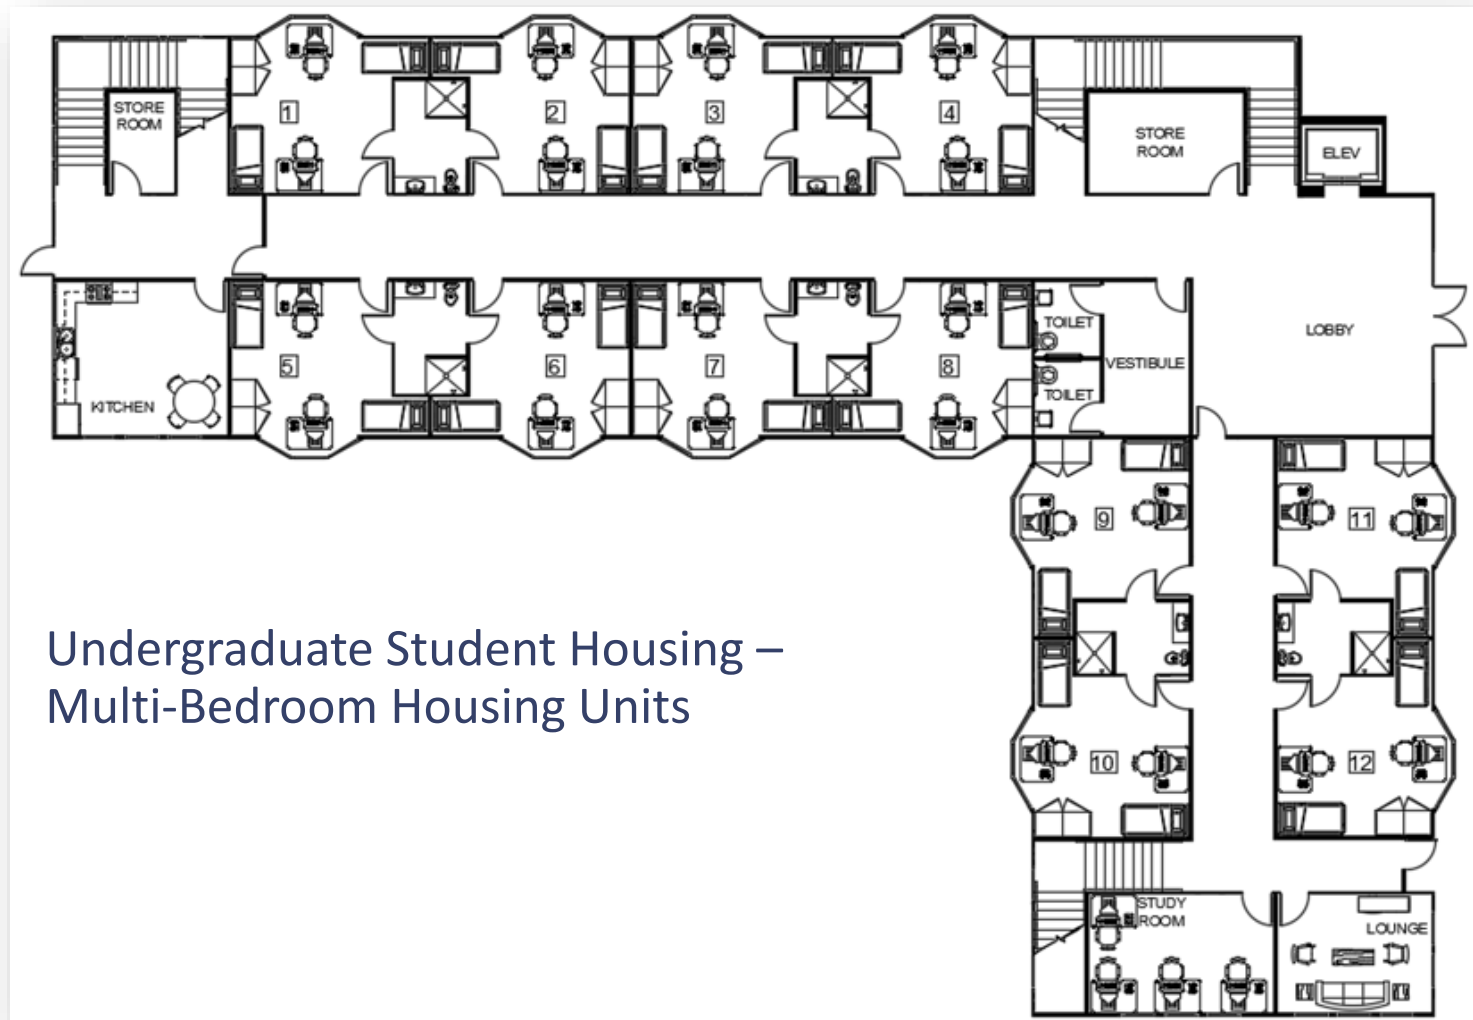 STORE
ROOM
1
2
3
4
STORE
ROOM
ELEV
KITCHEN
5
6
7
8
TOILET
TOILET
VESTIBULE
LOBBY
9
11
Undergraduate Student Housing –
Multi-Bedroom Housing Units
10
12
STUDY
ROOM
LOUNGE